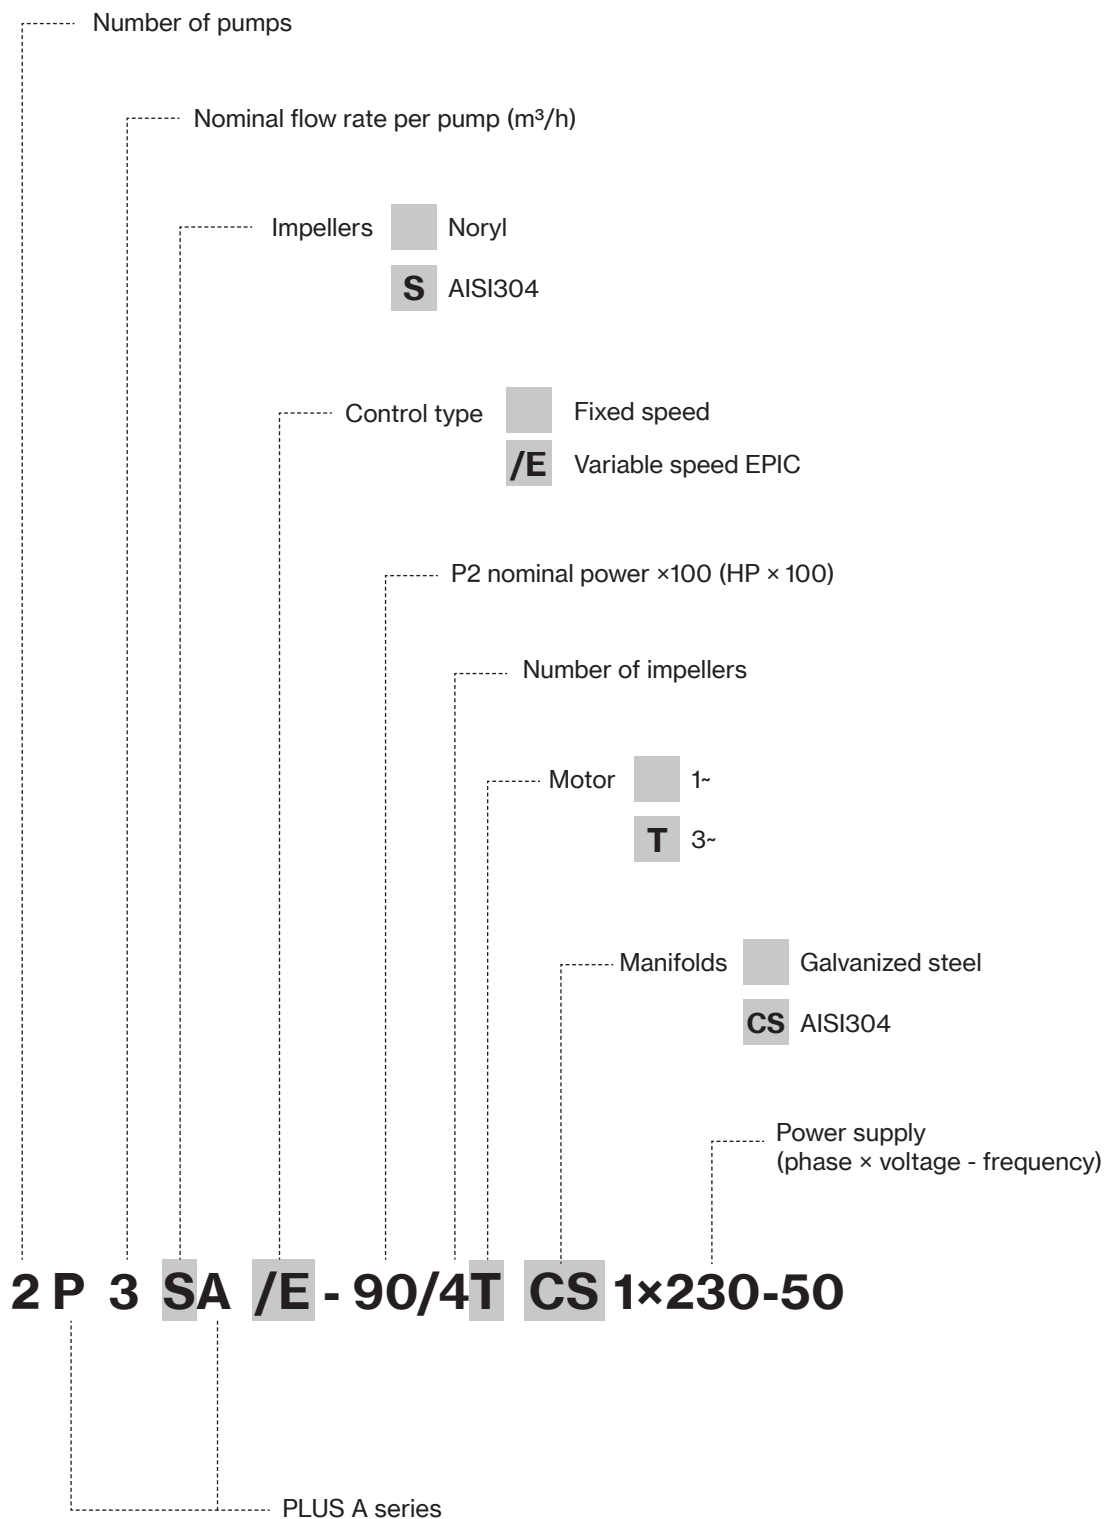 Number of pumps
Nominal flow rate per pump (m³/h)
Impellers Noryl
S AISI304
Control type Fixed speed
/E Variable speed EPIC
P2 nominal power ×100 (HP × 100)
Number of impellers
Motor 1~
T 3~
Manifolds Galvanized steel
CS AISI304
Power supply
(phase × voltage - frequency)
2 P 3 SA /E - 90/4T CS 1×230-50
PLUS A series